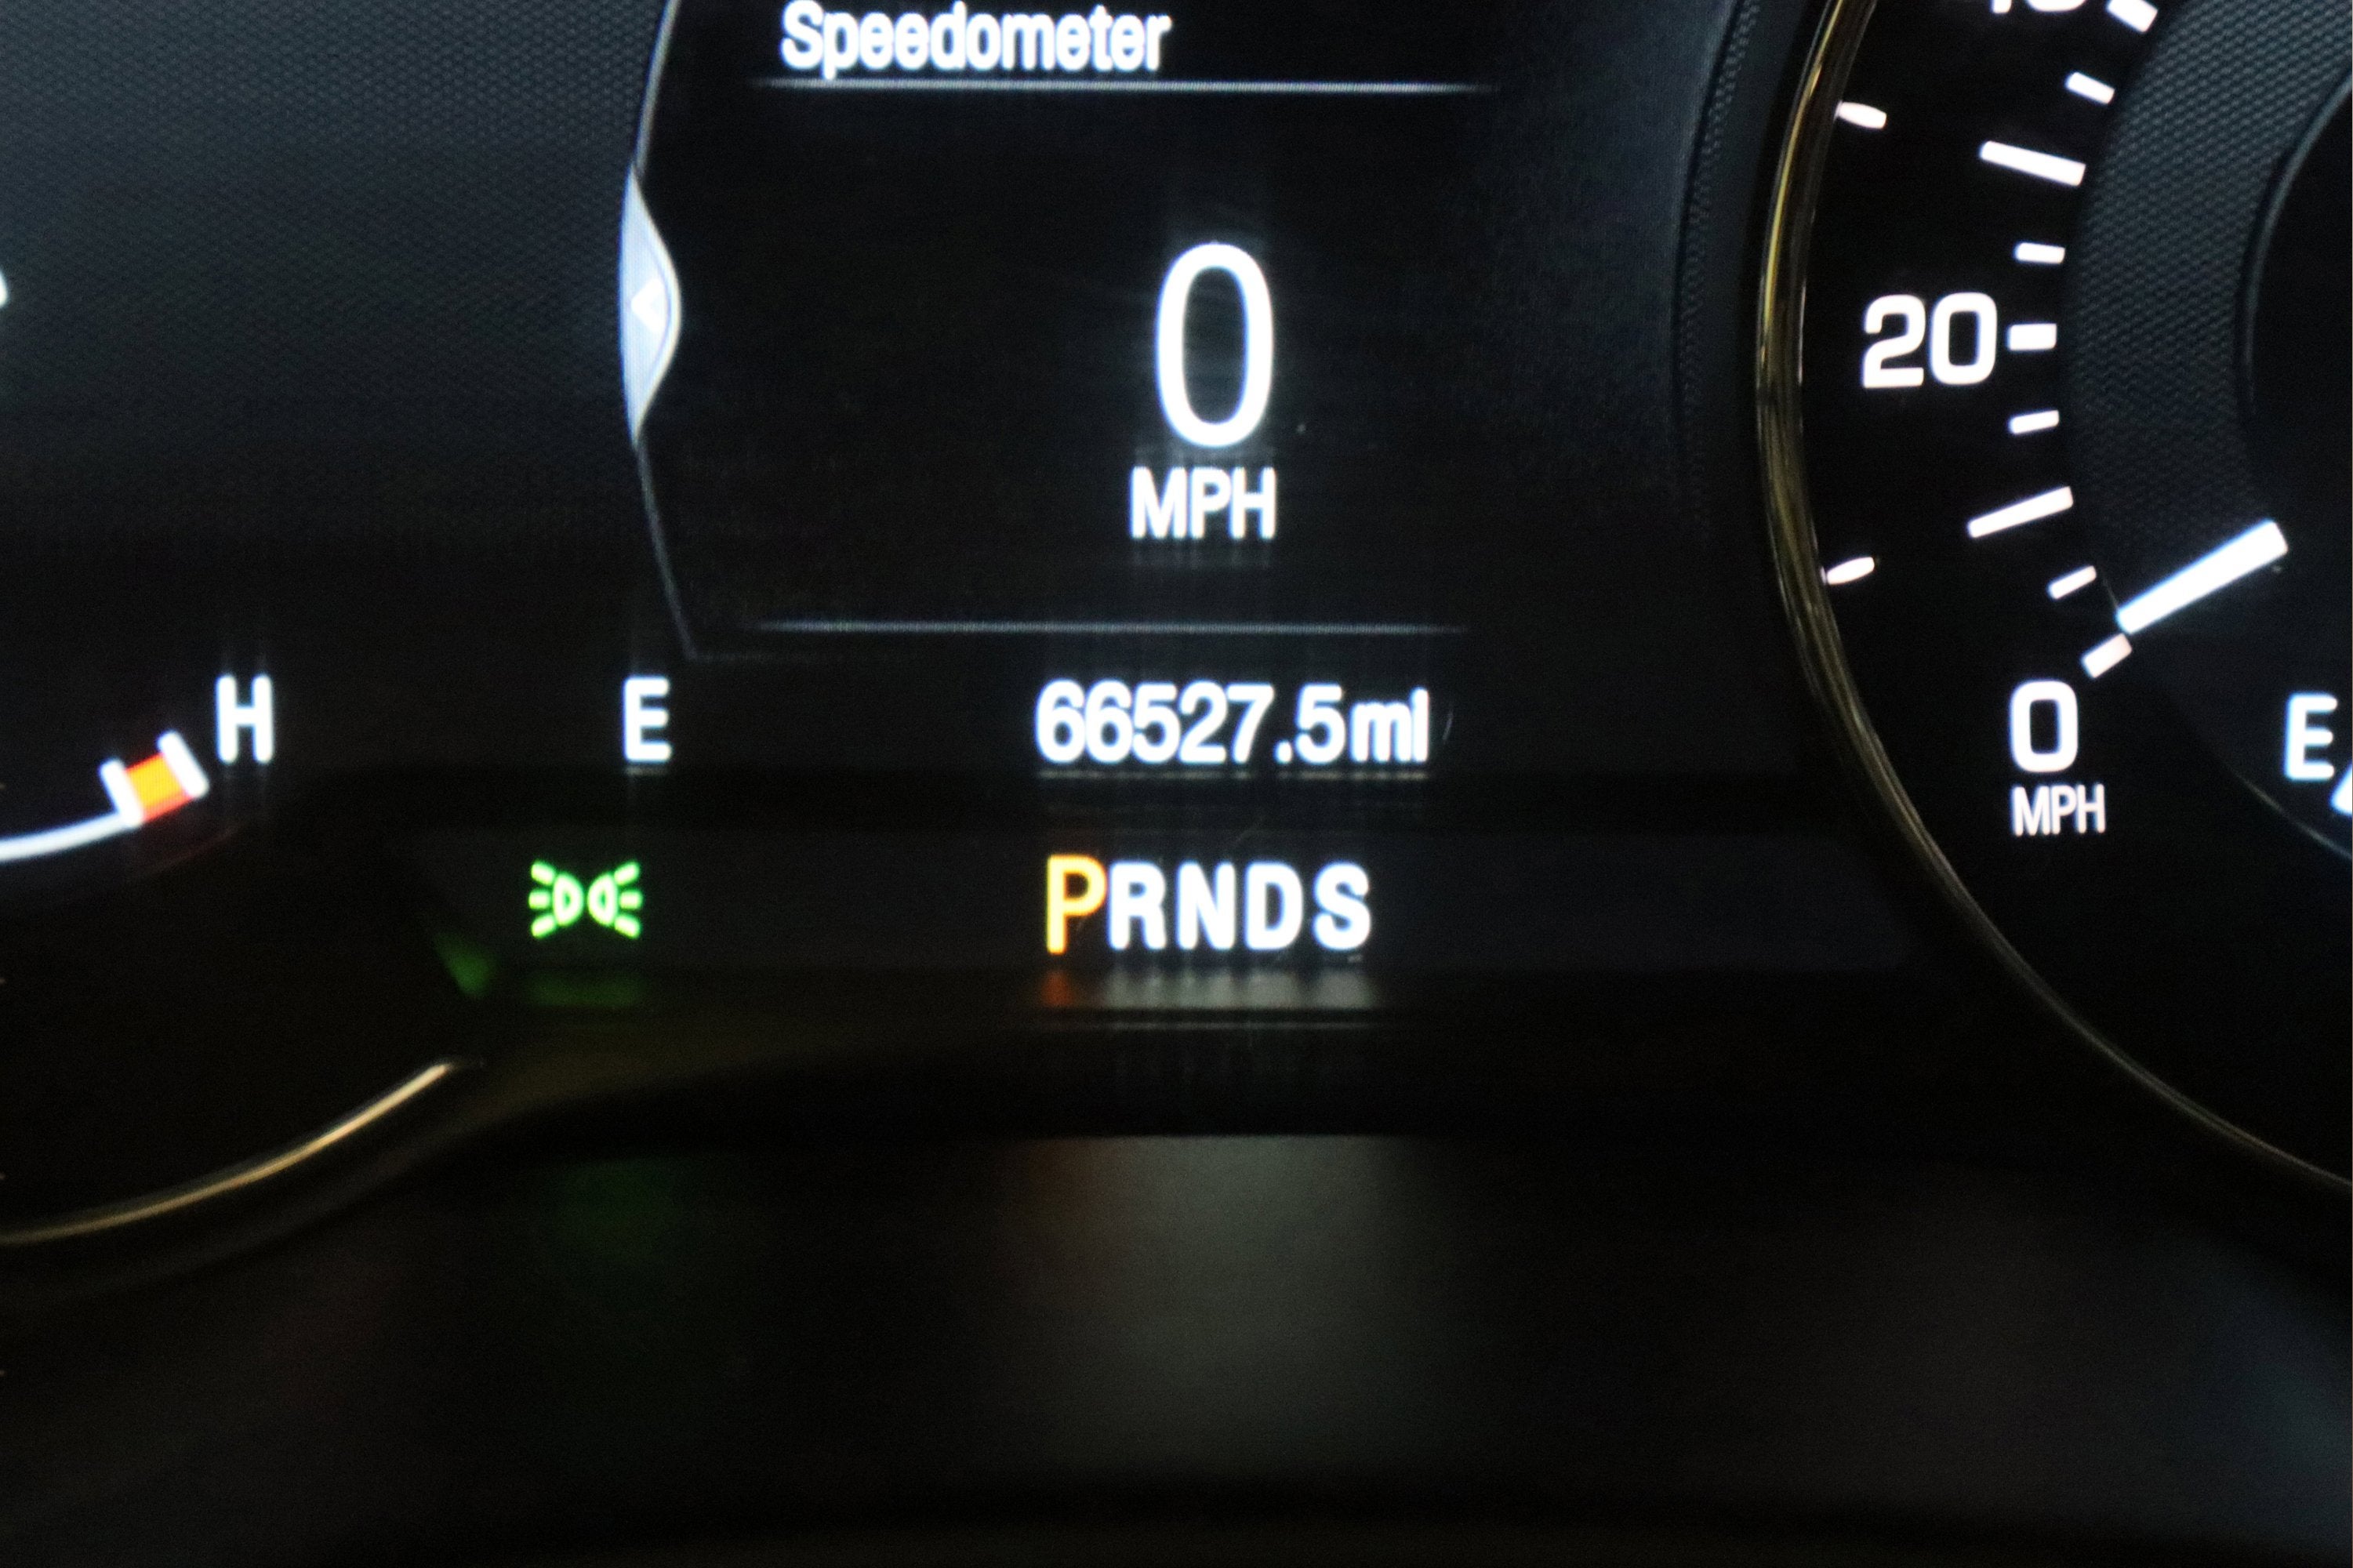 Speedometer
0
MPH
20
H
E
66527.5mi
0
MPH
E
PRNDS